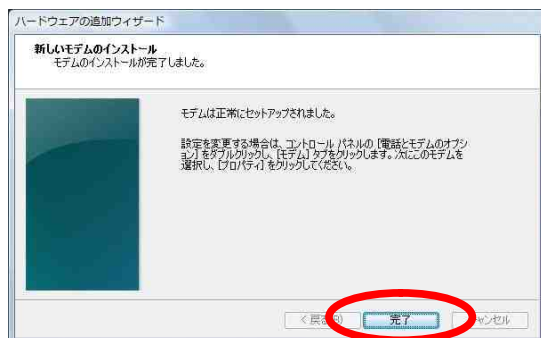 ハードウェアの追加ウィザード
新しいモデムのインストール
モデムのインストールが完了しました。
モデムは正常にセットアップされました。
設定を変更する場合は、コントロール パネルの [電話とモデムのオプシ
ョン] をダブルクリックし、[モデム] タブをクリックします。次にこのモデムを
選択し、[プロパティ] をクリックしてください。
< 戻る(B)
完了
キャンセル